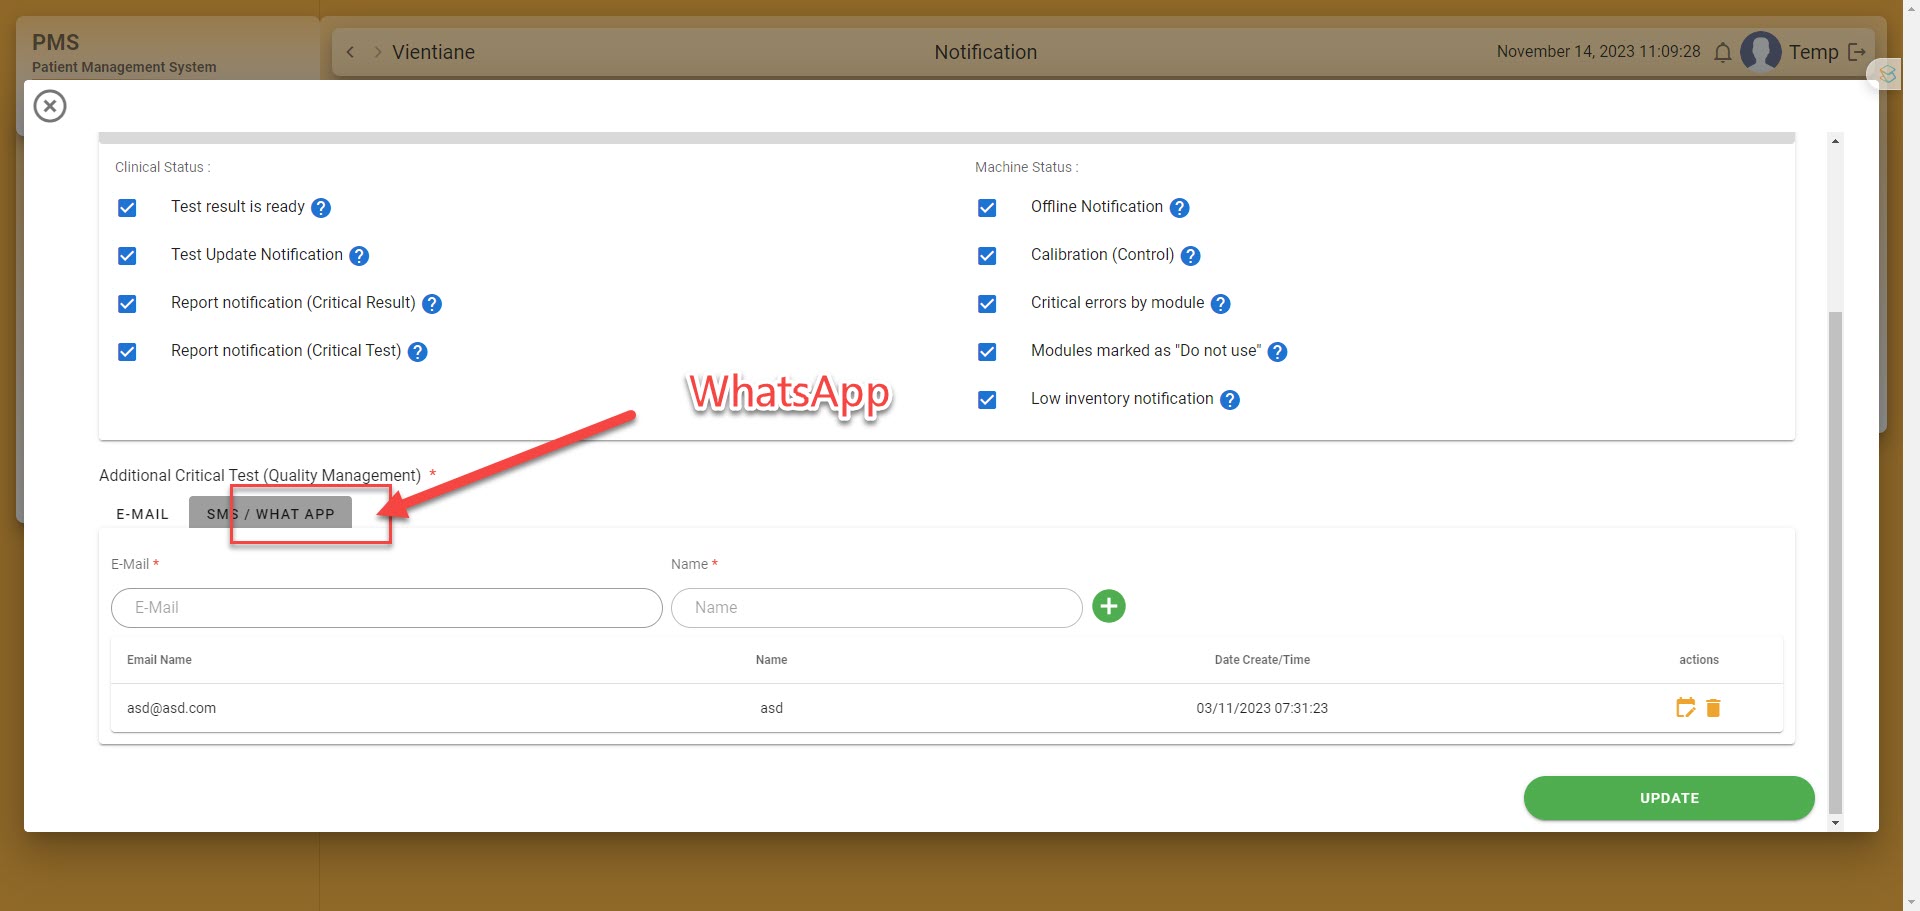 PMS
Patient Management System
Vientiane
Notification
November 14, 2023 11:09:28
Temp
Clinical Status :
Machine Status :
Test result is ready ?
Offline Notification ?
Test Update Notification ?
Calibration (Control) ?
Report notification (Critical Result) ?
Critical errors by module ?
Report notification (Critical Test) ?
Modules marked as "Do not use" ?
WhatsApp
Low inventory notification ?
Additional Critical Test (Quality Management) *
E-MAIL
SMS / WHAT APP
E-Mail *
Name *
E-Mail
Name
Email Name
Name
Date Create/Time
actions
asd@asd.com
asd
03/11/2023 07:31:23
UPDATE